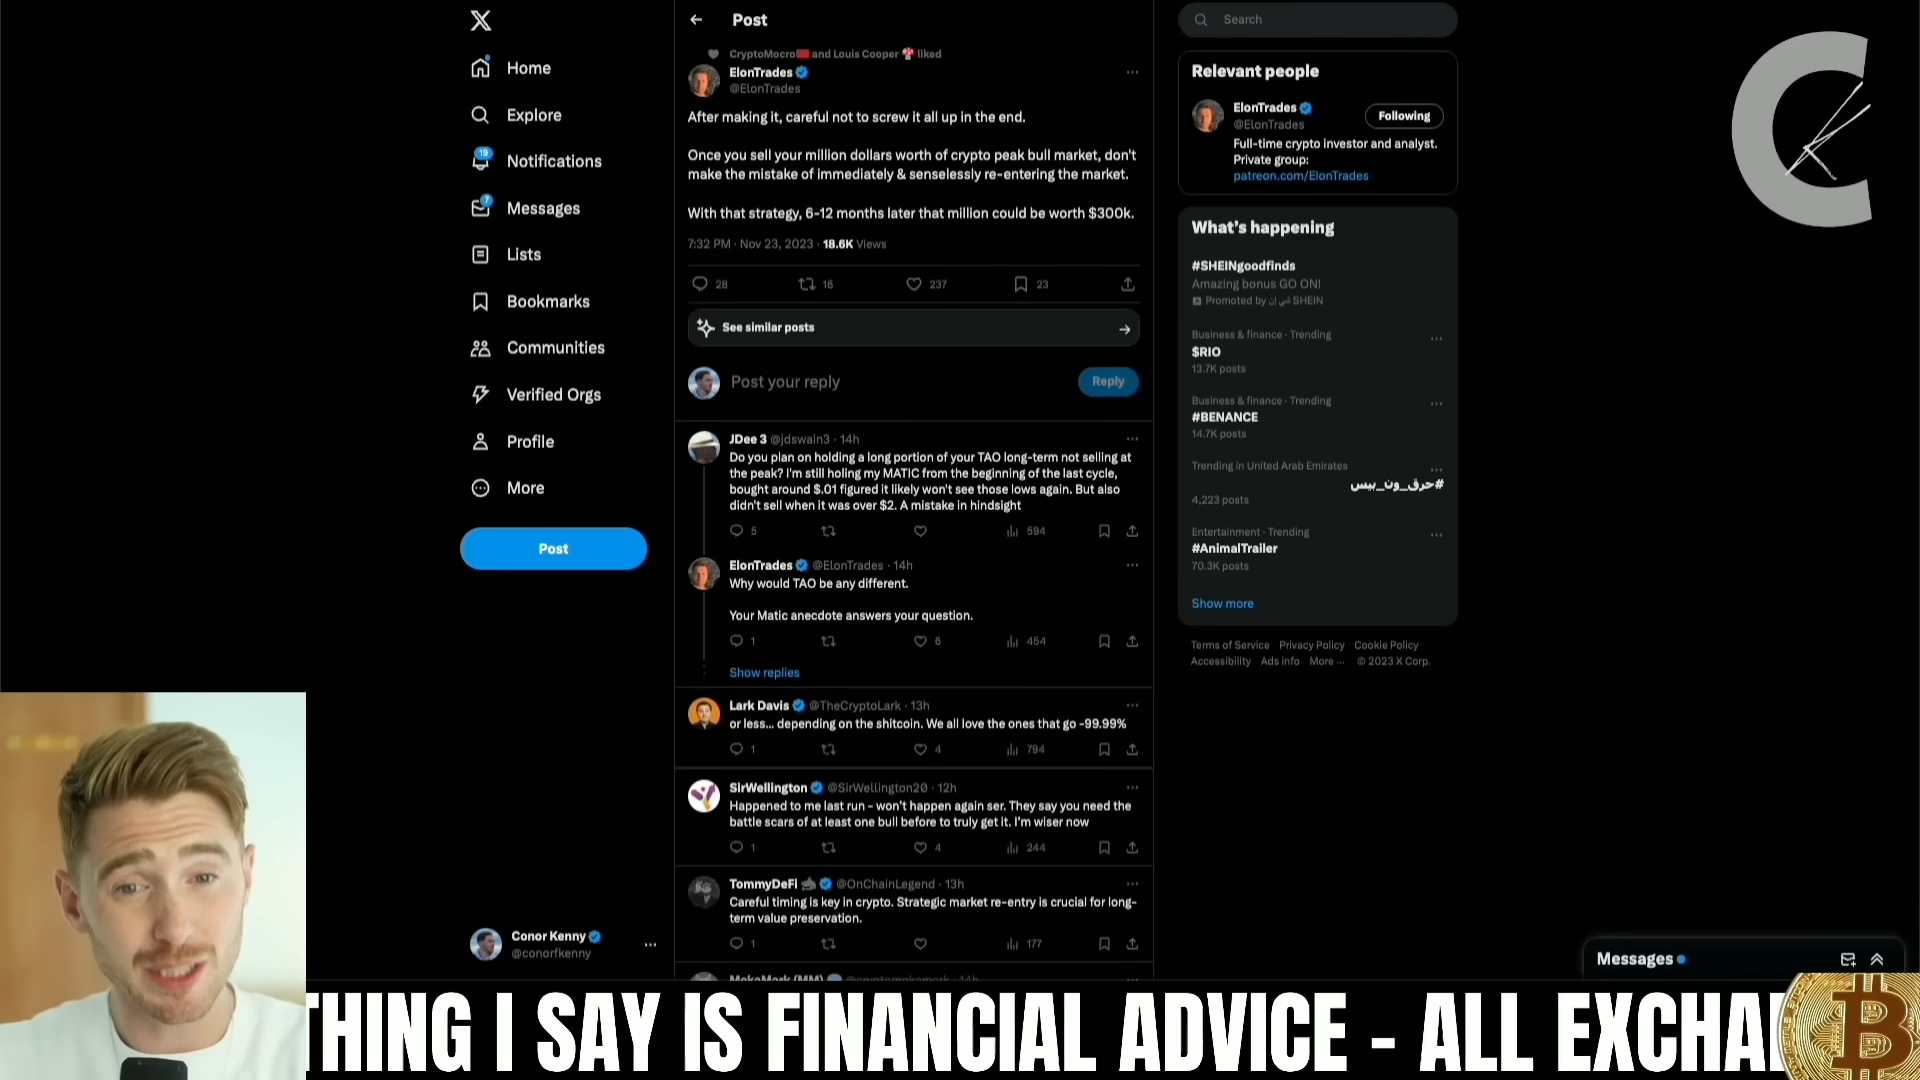 Home
Explore
19
Notifications
7
Messages
Lists
Bookmarks
Communities
Verified Orgs
Profile
More
Post
Conor Kenny
@conorfkenny
Post
CryptoMocro and Louis Cooper liked
ElonTrades
@ElonTrades
After making it, careful not to screw it all up in the end.
Once you sell your million dollars worth of crypto peak bull market, don't
make the mistake of immediately & senselessly re-entering the market.
With that strategy, 6-12 months later that million could be worth $300k.
7:32 PM · Nov 23, 2023 · 18.6K Views
28 16 237 23
See similar posts
Post your reply
Reply
JDee 3 @jdswain3 · 14h
Do you plan on holding a long portion of your TAO long-term not selling at
the peak? I'm still holing my MATIC from the beginning of the last cycle,
bought around $.01 figured it likely won't see those lows again. But also
didn't sell when it was over $2. A mistake in hindsight
5 594
ElonTrades @ElonTrades · 14h
Why would TAO be any different.
Your Matic anecdote answers your question.
1 6 454
Show replies
Lark Davis @TheCryptoLark · 13h
or less... depending on the shitcoin. We all love the ones that go -99.99%
1 4 794
SirWellington @SirWellington20 · 12h
Happened to me last run - won't happen again ser. They say you need the
battle scars of at least one bull before to truly get it. I'm wiser now
1 4 244
TommyDeFi @OnChainLegend · 13h
Careful timing is key in crypto. Strategic market re-entry is crucial for long-
term value preservation.
1 177
MokaMark (MM) @cryptomokamark · 14h
Search
Relevant people
ElonTrades
@ElonTrades
Following
Full-time crypto investor and analyst.
Private group:
patreon.com/ElonTrades
What's happening
#SHEINgoodfinds
Amazing bonus GO ON!
Promoted by شي إن SHEIN
Business & finance · Trending
$RIO
13.7K posts
Business & finance · Trending
#BENANCE
14.7K posts
Trending in United Arab Emirates
#حرق_ون_بيس
4,223 posts
Entertainment · Trending
#AnimalTrailer
70.3K posts
Show more
Terms of Service Privacy Policy Cookie Policy
Accessibility Ads info More ... © 2023 X Corp.
Messages
THING I SAY IS FINANCIAL ADVICE - ALL EXCHA